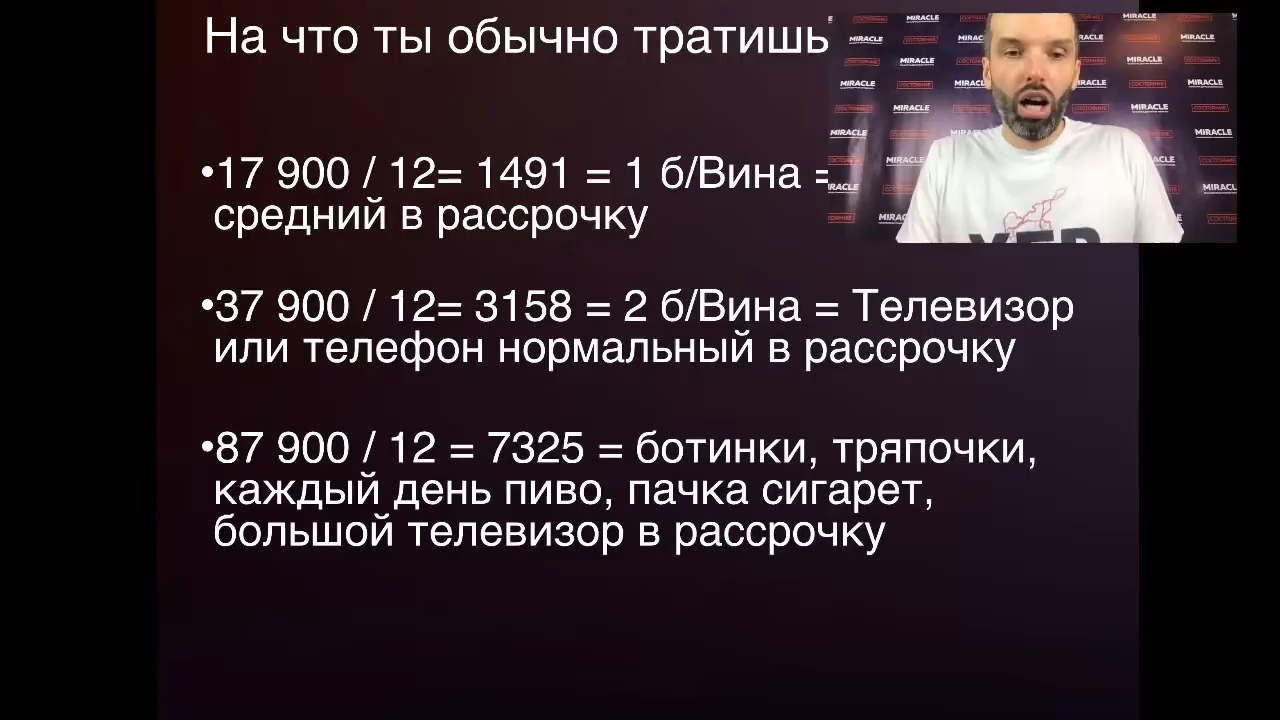 На что ты обычно тратишь
•17 900 / 12= 1491 = 1 б/Вина =
средний в рассрочку
•37 900 / 12= 3158 = 2 б/Вина = Телевизор
или телефон нормальный в рассрочку
•87 900 / 12 = 7325 = ботинки, тряпочки,
каждый день пиво, пачка сигарет,
большой телевизор в рассрочку
MIRACLE
СОСТОЯНИЕ